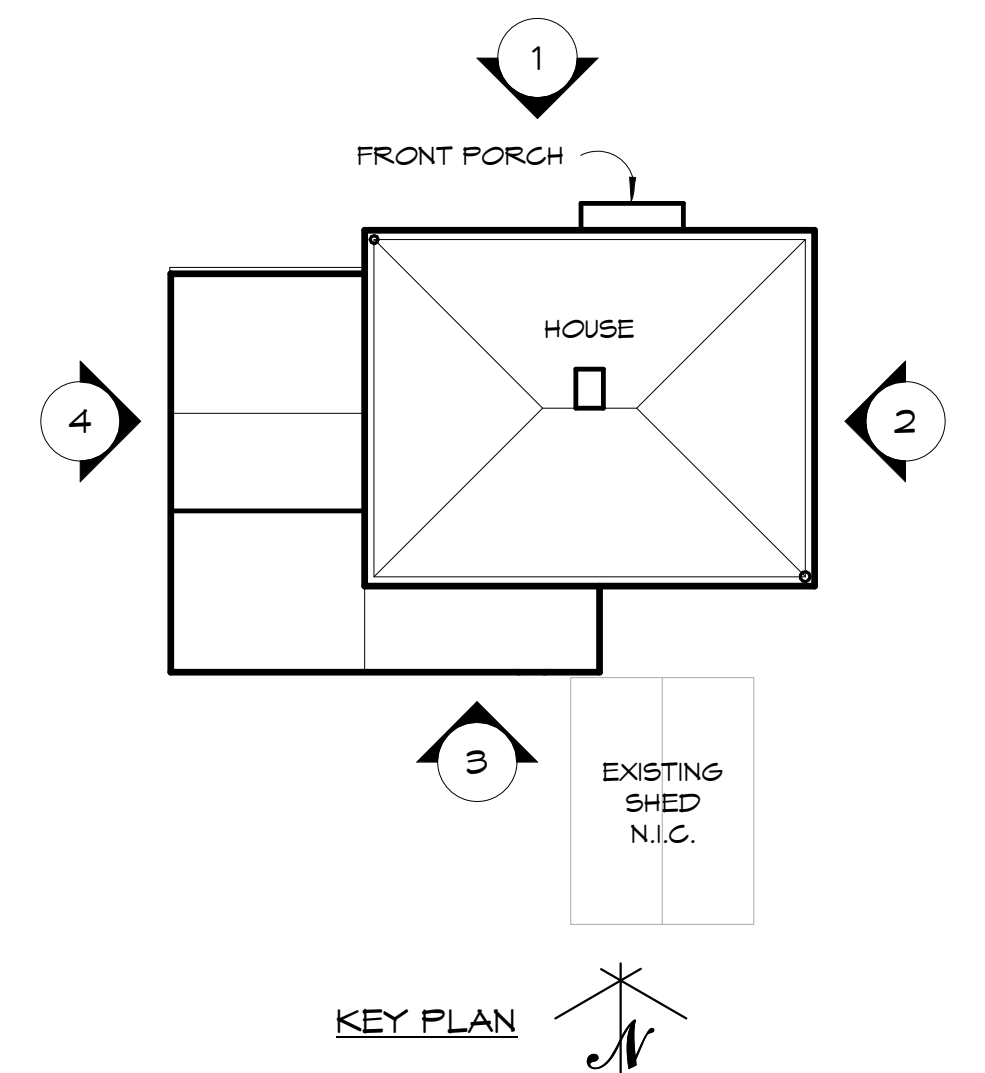 1
FRONT PORCH
HOUSE
4
2
3
EXISTING
SHED
N.I.C.
KEY PLAN
N